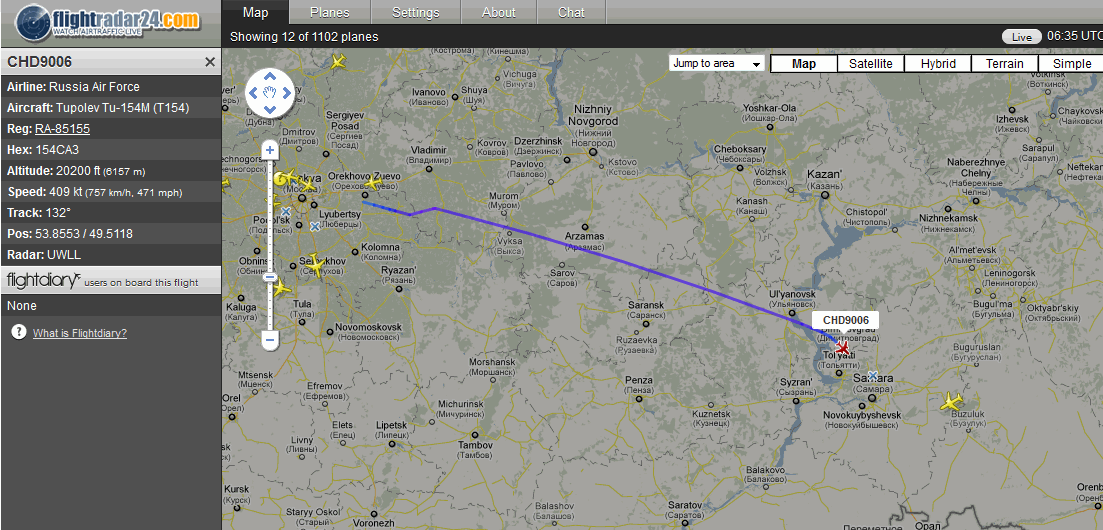 flightradar24.com
WATCH AIRTRAFFIC LIVE
Map
Planes
Settings
About
Chat
Showing 12 of 1102 planes
Live
06:35 UTC
CHD9006
Airline: Russia Air Force
Aircraft: Tupolev Tu-154M (T154)
Reg: RA-85155
Hex: 154CA3
Altitude: 20200 ft (6157 m)
Speed: 409 kt (757 km/h, 471 mph)
Track: 132°
Pos: 53.8553 / 49.5118
Radar: UWLL
flightdiary users on board this flight
None
? What is Flightdiary?
Jump to area
Map
Satellite
Hybrid
Terrain
Simple
(Кострома)
(Кинешма)
Vichuga
(Вичуга)
Ivanovo
(Иваново)
Shuya
(Шуя)
(Дубна)
Dmitrov
(Дмитров)
Sergiyev
Posad
(Сергиев
Посад)
Nizhniy
Novgorod
(Нижний
Новгород)
Dzerzhinsk
(Дзержинск)
Yoshkar-Ola
(Йошкар-Ола)
(Воткинск)
Izhevsk
(Ижевск)
Chaykovskiy
(Чайковский)
Sarapul
(Сарапул)
Vladimir
(Владимир)
Kovrov
(Ковров)
Pavlovo
(Павлово)
Kstovo
(Кстово)
Cheboksary
(Чебоксары)
Volzhsk
(Волжск)
Kazan'
(Казань)
Naberezhnye
Chelny
(Набережные
Челны)
(Москва)
Orekhovo Zuevo
(Орехово-Зуево)
Lyubertsy
(Люберцы)
Murom
(Муром)
Vyksa
(Выкса)
Arzamas
(Арзамас)
Kanash
(Канаш)
Chistopol'
(Чистополь)
Nizhnekamsk
(Нижнекамск)
Kolomna
(Коломна)
Serpukhov
(Серпухов)
Ryazan'
(Рязань)
Sarov
(Саров)
Al'met'evsk
(Альметьевск)
Leninogorsk
(Лениногорск)
Bugul'ma
(Бугульма)
Oktyabr'skiy
(Октябрьский)
Kaluga
(Калуга)
Tula
(Тула)
Novomoskovsk
(Новомосковск)
Saransk
(Саранск)
Ruzaevka
(Рузаевка)
Ul'yanovsk
(Ульяновск)
CHD9006
Dimitrovgrad
(Димитровград)
Tol'yatti
(Тольятти)
Buguruslan
(Бугуруслан)
Morshansk
(Моршанск)
Mtsensk
(Мценск)
Efremov
(Ефремов)
Penza
(Пенза)
Syzran'
(Сызрань)
Samara
(Самара)
Novokuybyshevsk
(Новокуйбышевск)
Buzuluk
(Бузулук)
Orel
(Орел)
Michurinsk
(Мичуринск)
Elets
(Елец)
Lipetsk
(Липецк)
Kuznetsk
(Кузнецк)
Livny
(Ливны)
Tambov
(Тамбов)
Balakovo
(Балаково)
Kursk
(Курск)
Staryy Oskol
(Старый
Voronezh
Balashov
(Балашов)
Saratov
(Саратов)